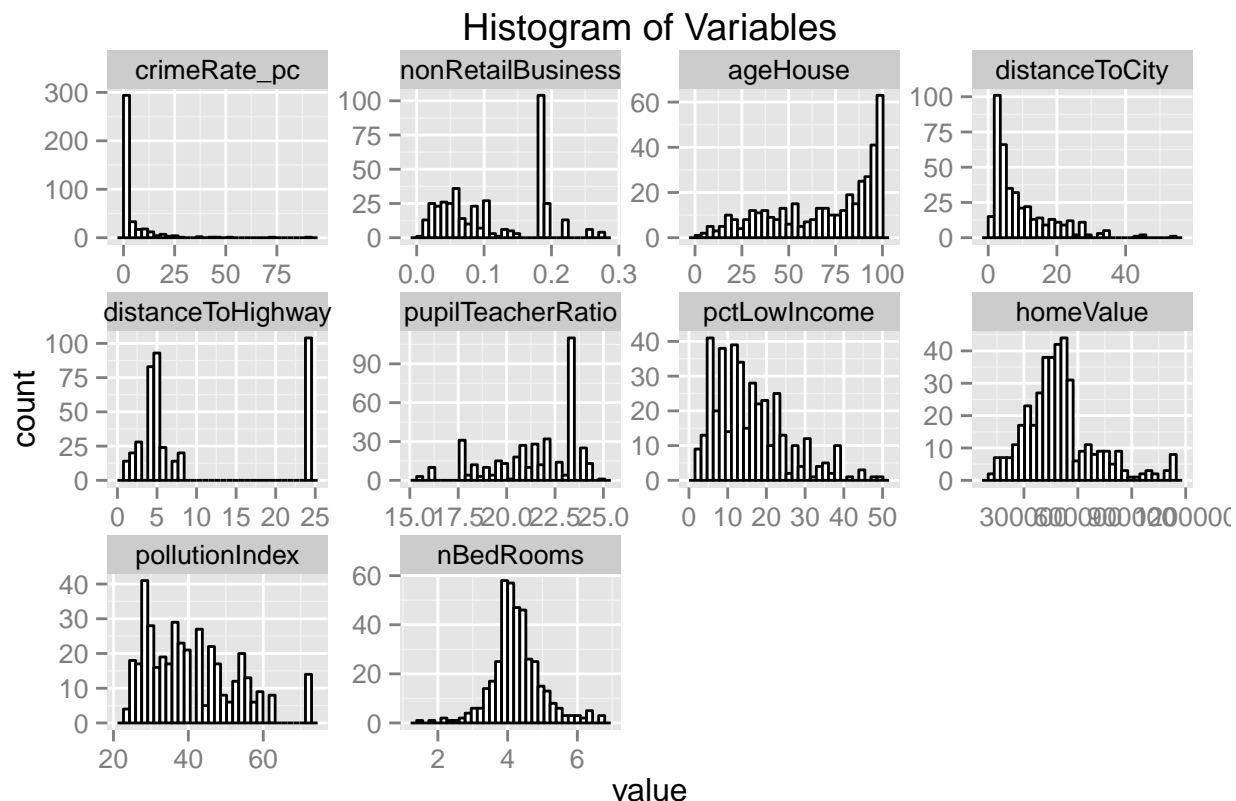 Histogram of Variables
crimeRate_pc nonRetailBusiness ageHouse distanceToCity
300 200 100 0
100 75 50 25 0
60 40 20 0
100 75 50 25 0
0 25 50 75
0.0 0.1 0.2 0.3
0 25 50 75 100
0 20 40
distanceToHighway pupilTeacherRatio pctLowIncome homeValue
100 75 50 25 0
90 60 30 0
40 30 20 10 0
40 30 20 10 0
0 5 10 15 20 25
15.0 17.5 20.0 22.5 25.0
0 10 20 30 40 50
300000 600000 900000 1200000
pollutionIndex nBedRooms
40 30 20 10 0
60 40 20 0
20 40 60
2 4 6
count
value